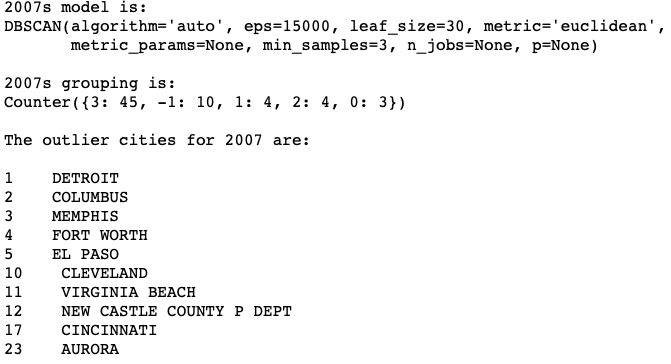 2007s model is:
DBSCAN(algorithm='auto', eps=15000, leaf_size=30, metric='euclidean',
metric_params=None, min_samples=3, n_jobs=None, p=None)
2007s grouping is:
Counter({3: 45, -1: 10, 1: 4, 2: 4, 0: 3})
The outlier cities for 2007 are:
1 DETROIT
2 COLUMBUS
3 MEMPHIS
4 FORT WORTH
5 EL PASO
10 CLEVELAND
11 VIRGINIA BEACH
12 NEW CASTLE COUNTY P DEPT
17 CINCINNATI
23 AURORA